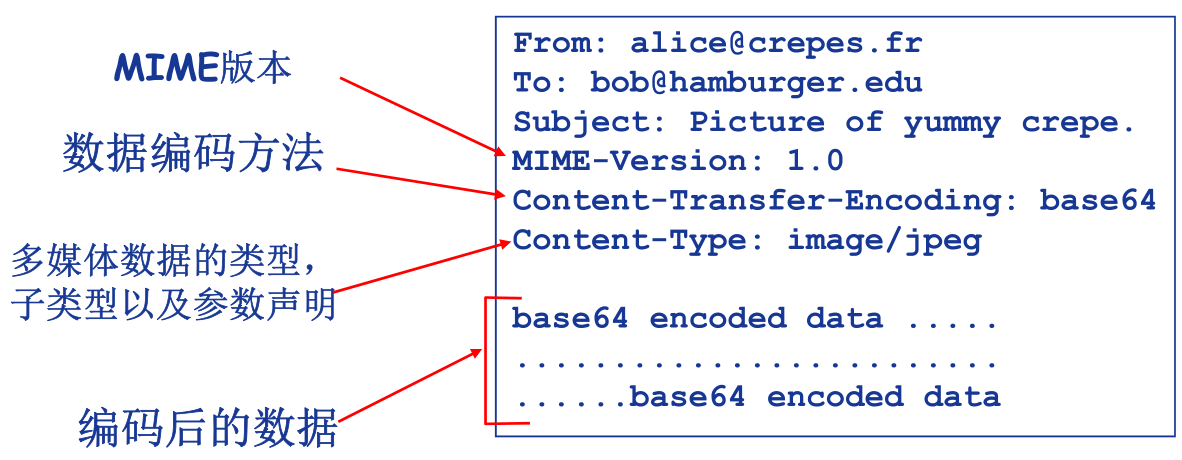 MIME版本
数据编码方法
多媒体数据的类型，
子类型以及参数声明
编码后的数据
From: alice@crepes.fr
To: bob@hamburger.edu
Subject: Picture of yummy crepe.
MIME-Version: 1.0
Content-Transfer-Encoding: base64
Content-Type: image/jpeg
base64 encoded data .....
.........................
......base64 encoded data